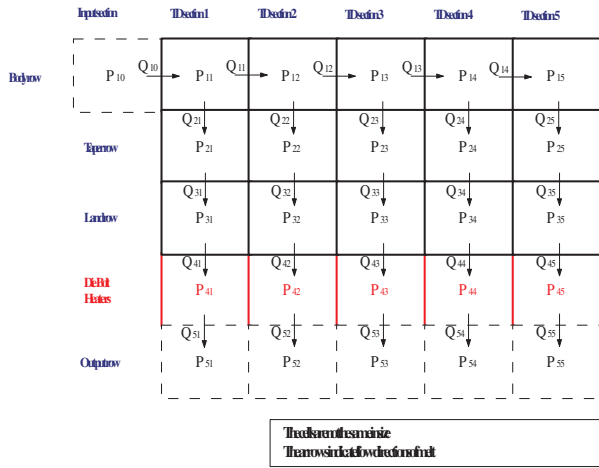 Input section TD section 1 TD section 2 TD section 3 TD section 4 TD section 5
Body row P10 Q10 P11 Q11 P12 Q12 P13 Q13 P14 Q14 P15
Q21 Q22 Q23 Q24 Q25
Taper row P21 P22 P23 P24 P25
Q31 Q32 Q33 Q34 Q35
Land row P31 P32 P33 P34 P35
Q41 Q42 Q43 Q44 Q45
Die Bolt P41 P42 P43 P44 P45
Heaters
Q51 Q52 Q53 Q54 Q55
Output row P51 P52 P53 P54 P55
The cells are not the same in size
The arrows indicate flow directions of melt